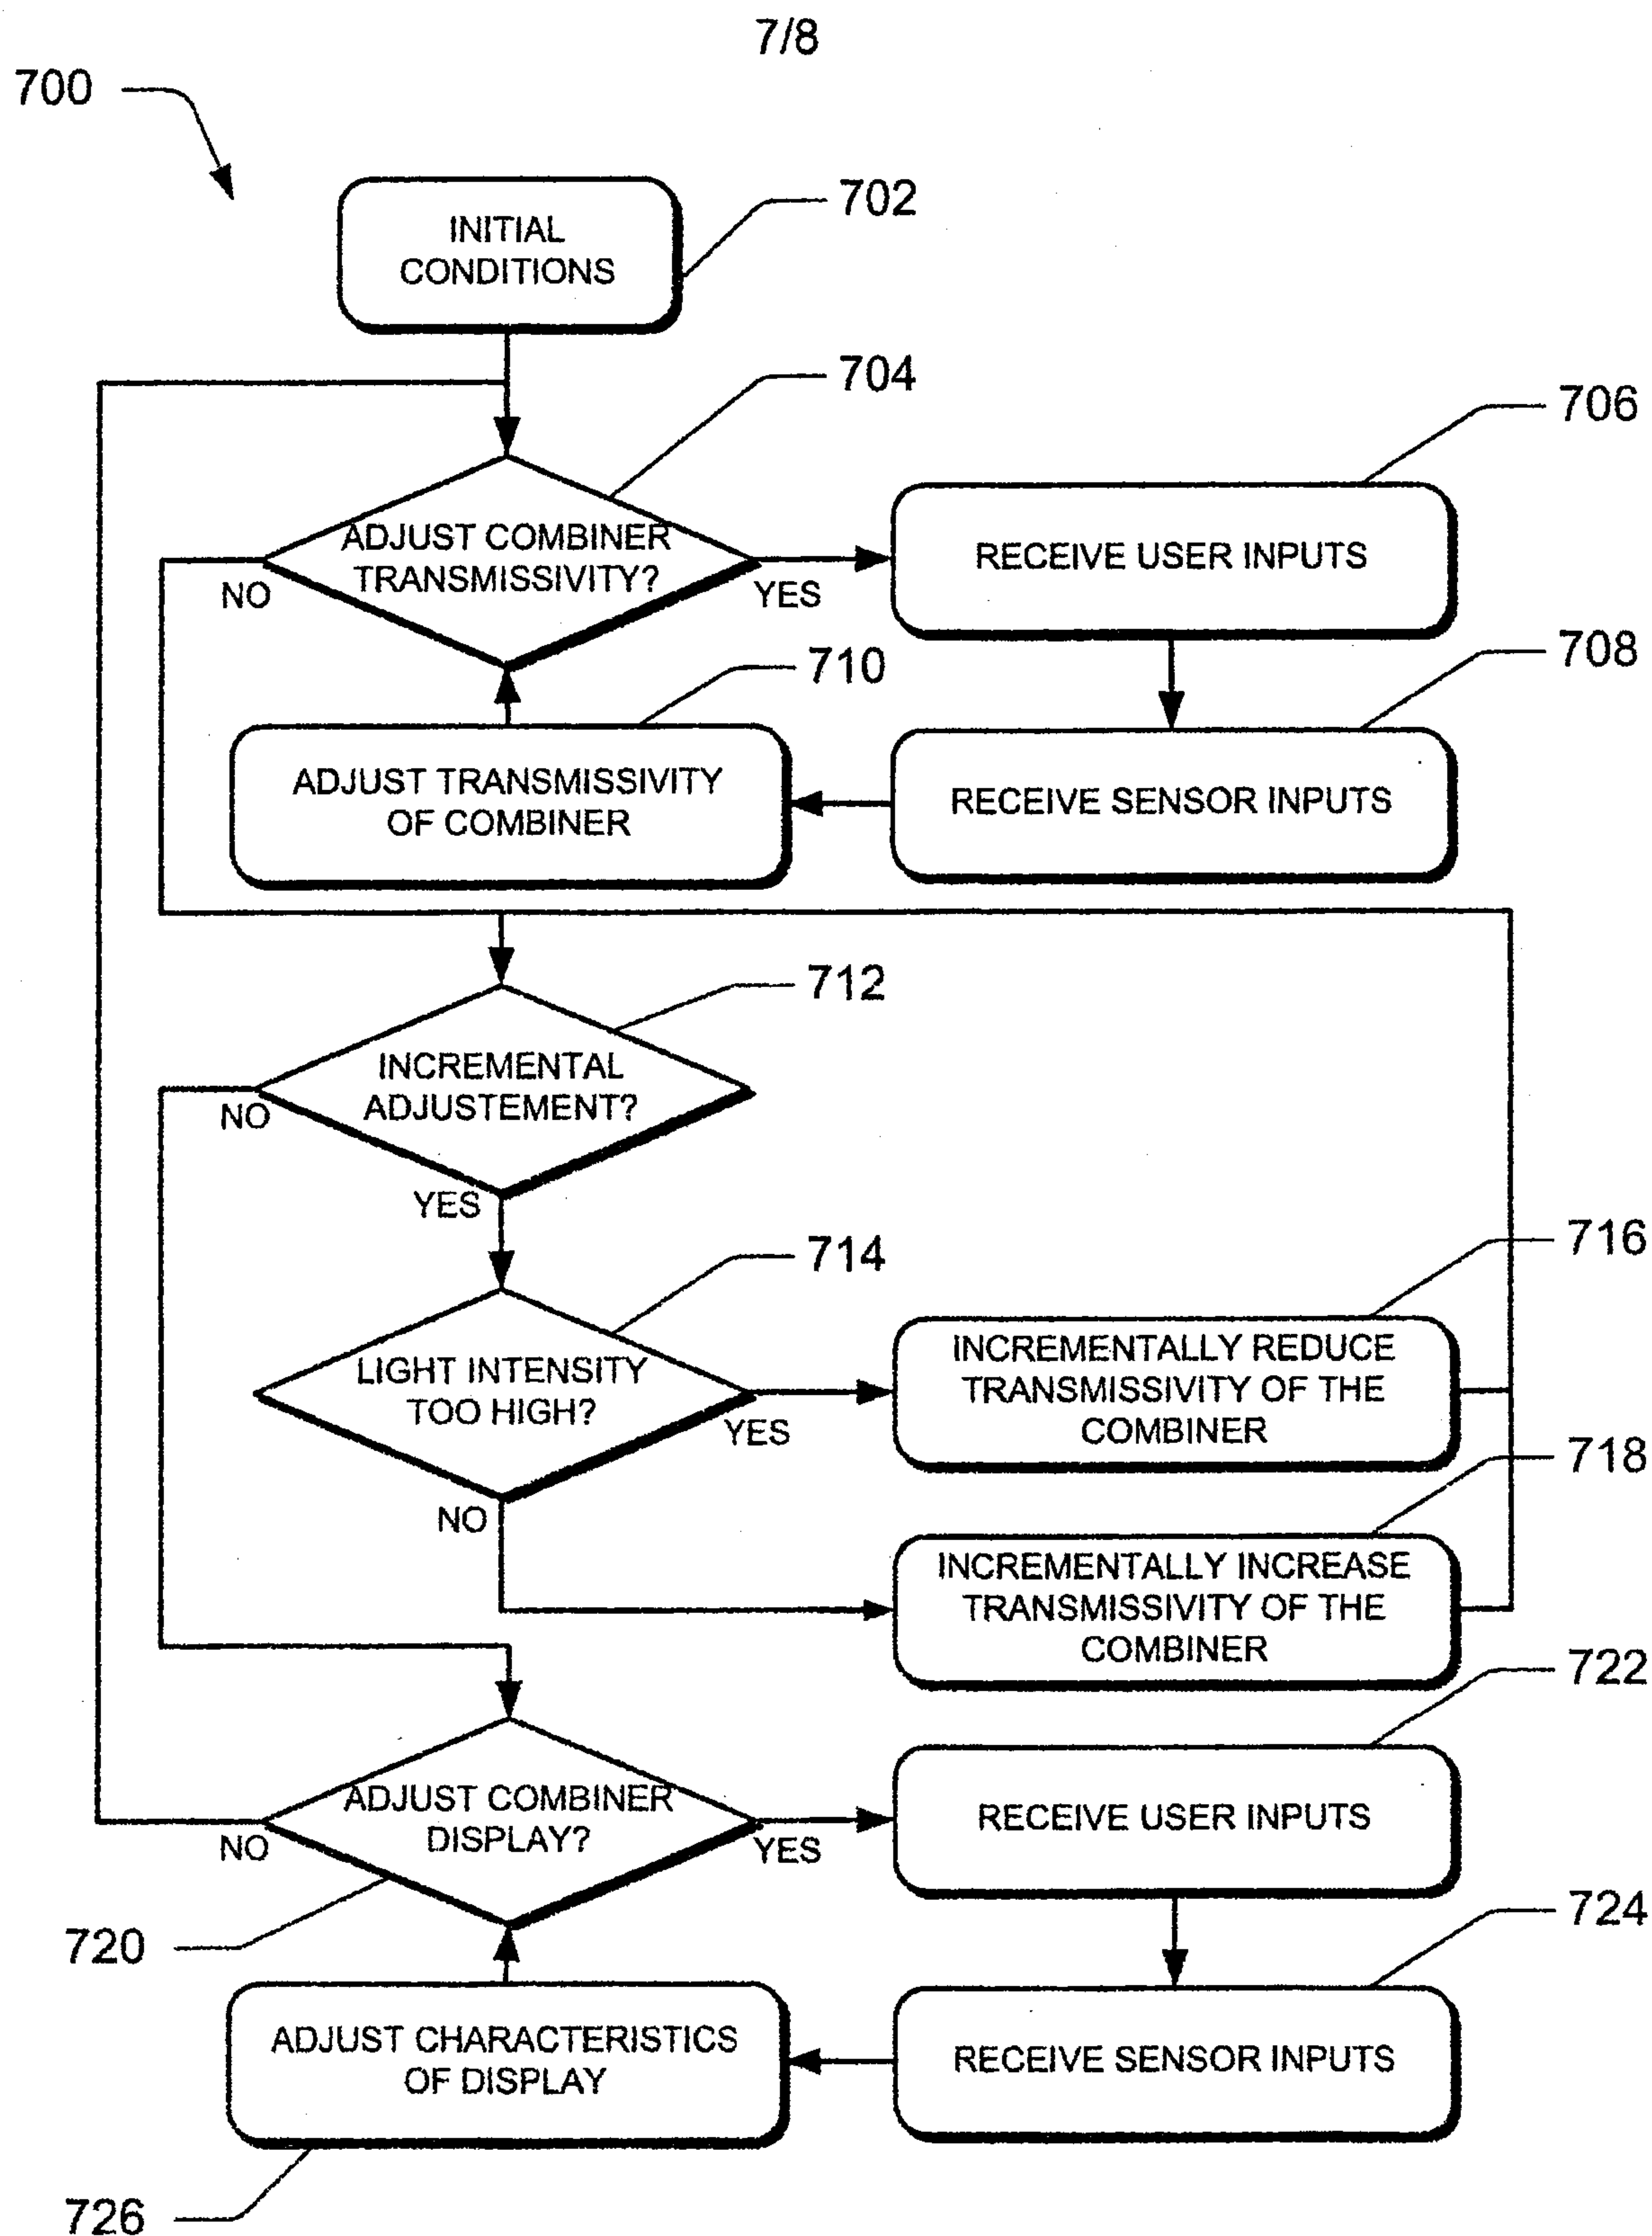 7/8
700
702
INITIAL
CONDITIONS
704
706
ADJUST COMBINER
TRANSMISSIVITY?
NO
YES
RECEIVE USER INPUTS
710
708
ADJUST TRANSMISSIVITY
OF COMBINER
RECEIVE SENSOR INPUTS
712
INCREMENTAL
ADJUSTEMENT?
NO
YES
714
716
LIGHT INTENSITY
TOO HIGH?
YES
NO
INCREMENTALLY REDUCE
TRANSMISSIVITY OF THE
COMBINER
718
INCREMENTALLY INCREASE
TRANSMISSIVITY OF THE
COMBINER
722
ADJUST COMBINER
DISPLAY?
NO
YES
RECEIVE USER INPUTS
720
724
ADJUST CHARACTERISTICS
OF DISPLAY
RECEIVE SENSOR INPUTS
726